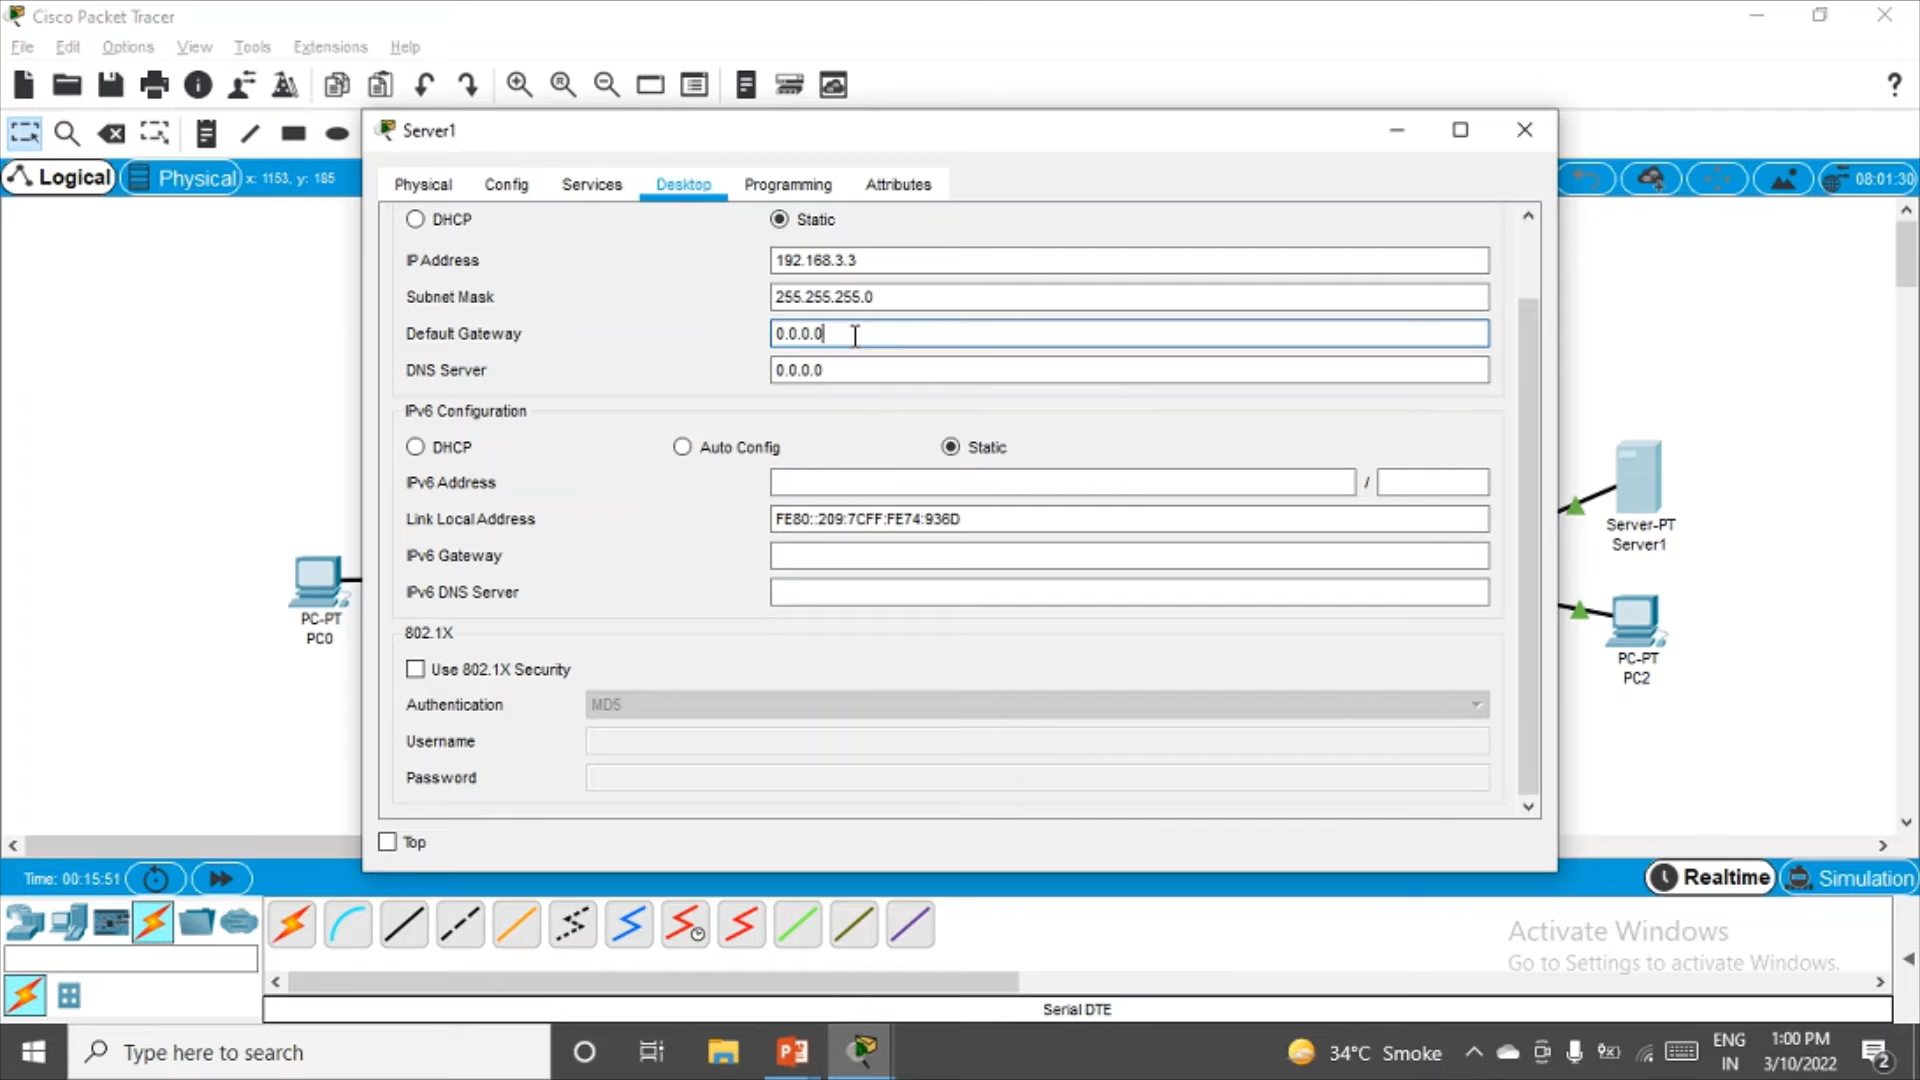 Cisco Packet Tracer
File Edit Options View Tools Extensions Help
?
Server1
Logical Physical x: 1153, y: 185
Physical Config Services Desktop Programming Attributes
08:01:30
DHCP Static
IP Address 192.168.3.3
Subnet Mask 255.255.255.0
Default Gateway 0.0.0.0
DNS Server 0.0.0.0
IPv6 Configuration
DHCP Auto Config Static
IPv6 Address /
Link Local Address FE80::209:7CFF:FE74:936D
IPv6 Gateway
IPv6 DNS Server
802.1X
Use 802.1X Security
Authentication MD5
Username
Password
Top
PC-PT
PC0
Server-PT
Server1
PC-PT
PC2
Time: 00:15:51
Realtime Simulation
Activate Windows
Go to Settings to activate Windows.
Serial DTE
Type here to search
34°C Smoke
ENG
IN
1:00 PM
3/10/2022
2